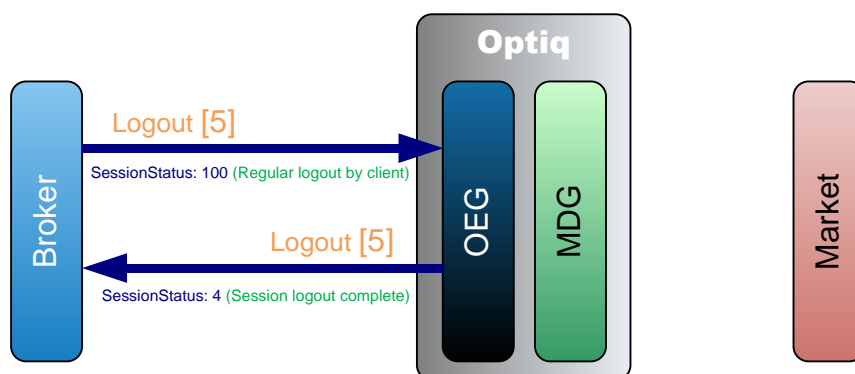 Optiq
Logout [5]
SessionStatus: 100 (Regular logout by client)
Logout [5]
SessionStatus: 4 (Session logout complete)
Broker
OEG
MDG
Market